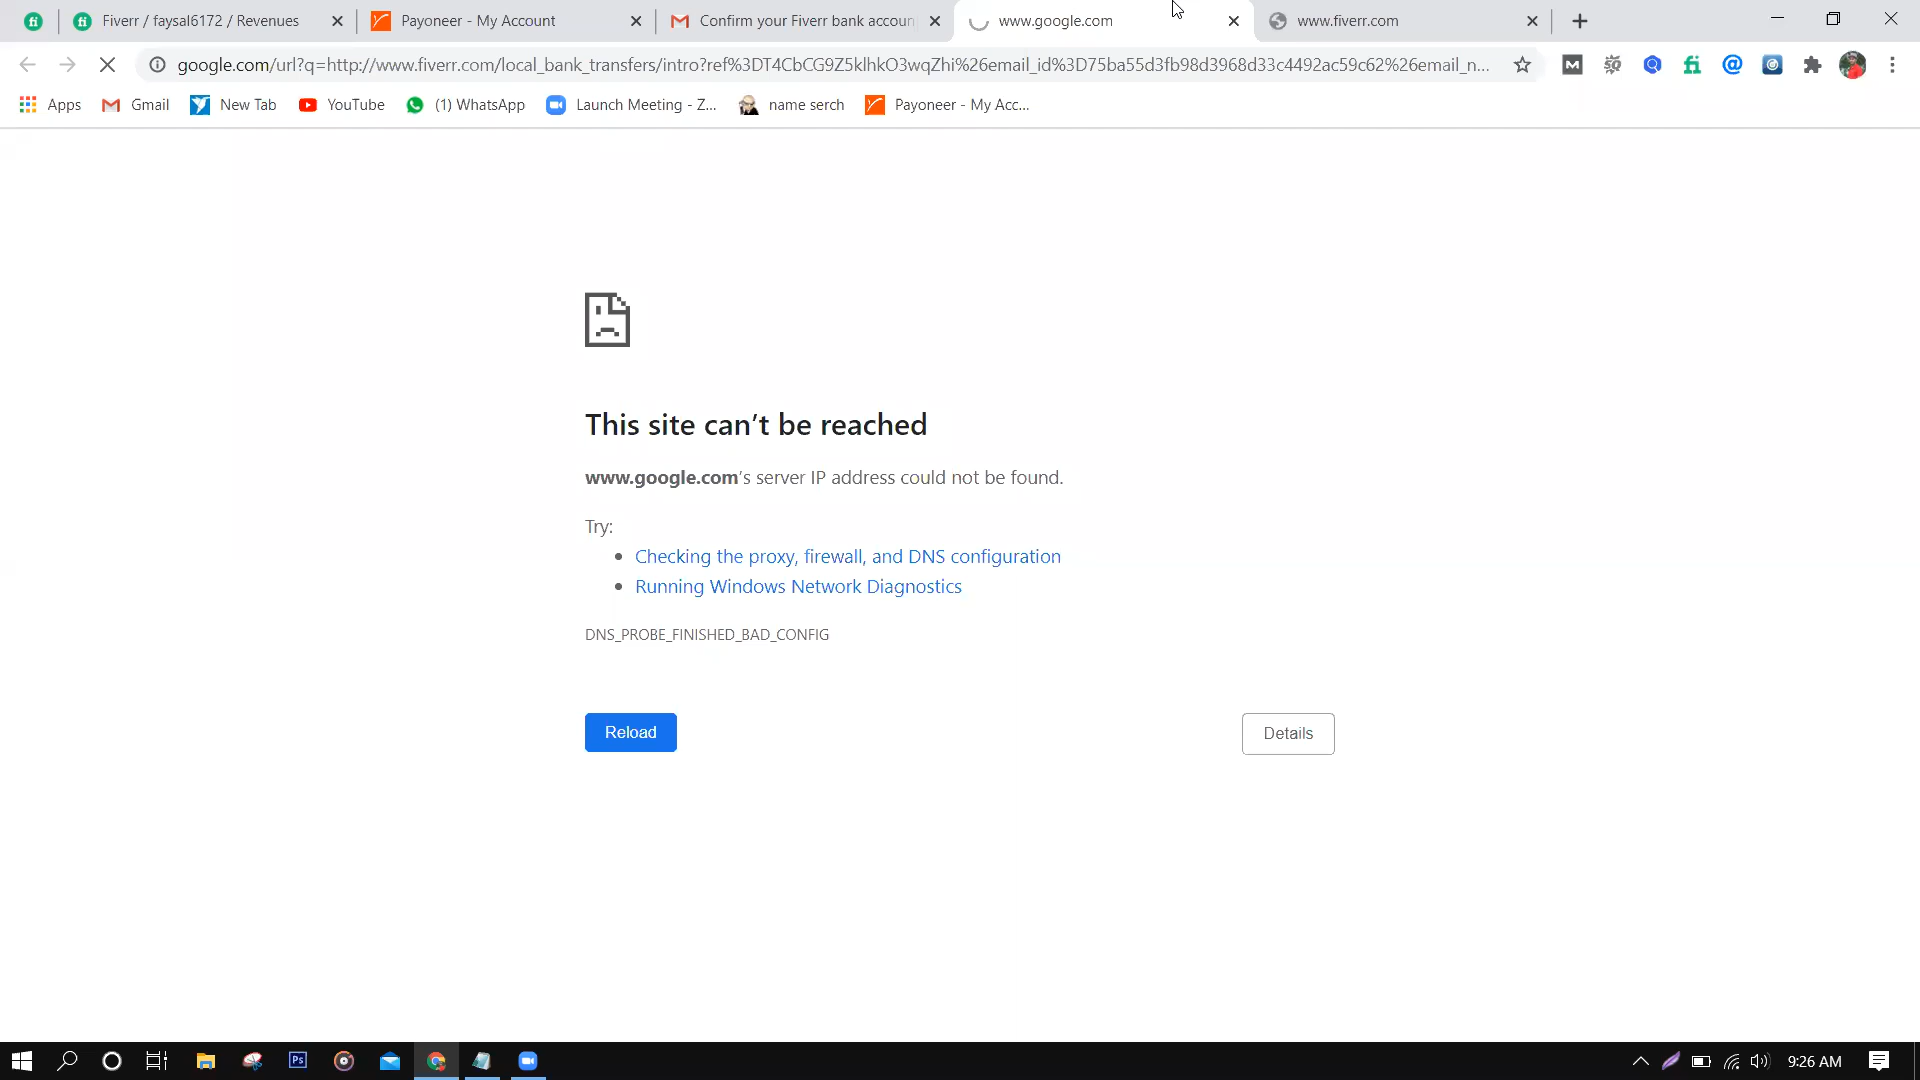 Fiverr / faysal6172 / Revenues
Payoneer - My Account
Confirm your Fiverr bank accoun
www.google.com
www.fiverr.com
google.com/url?q=http://www.fiverr.com/local_bank_transfers/intro?ref%3DT4CbCG9Z5klhkO3wqZhi%26email_id%3D75ba55d3fb98d3968d33c4492ac59c62%26email_n...
Apps
Gmail
New Tab
YouTube
(1) WhatsApp
Launch Meeting - Z...
name serch
Payoneer - My Acc...
This site can't be reached
www.google.com's server IP address could not be found.
Try:
Checking the proxy, firewall, and DNS configuration
Running Windows Network Diagnostics
DNS_PROBE_FINISHED_BAD_CONFIG
Reload
Details
9:26 AM